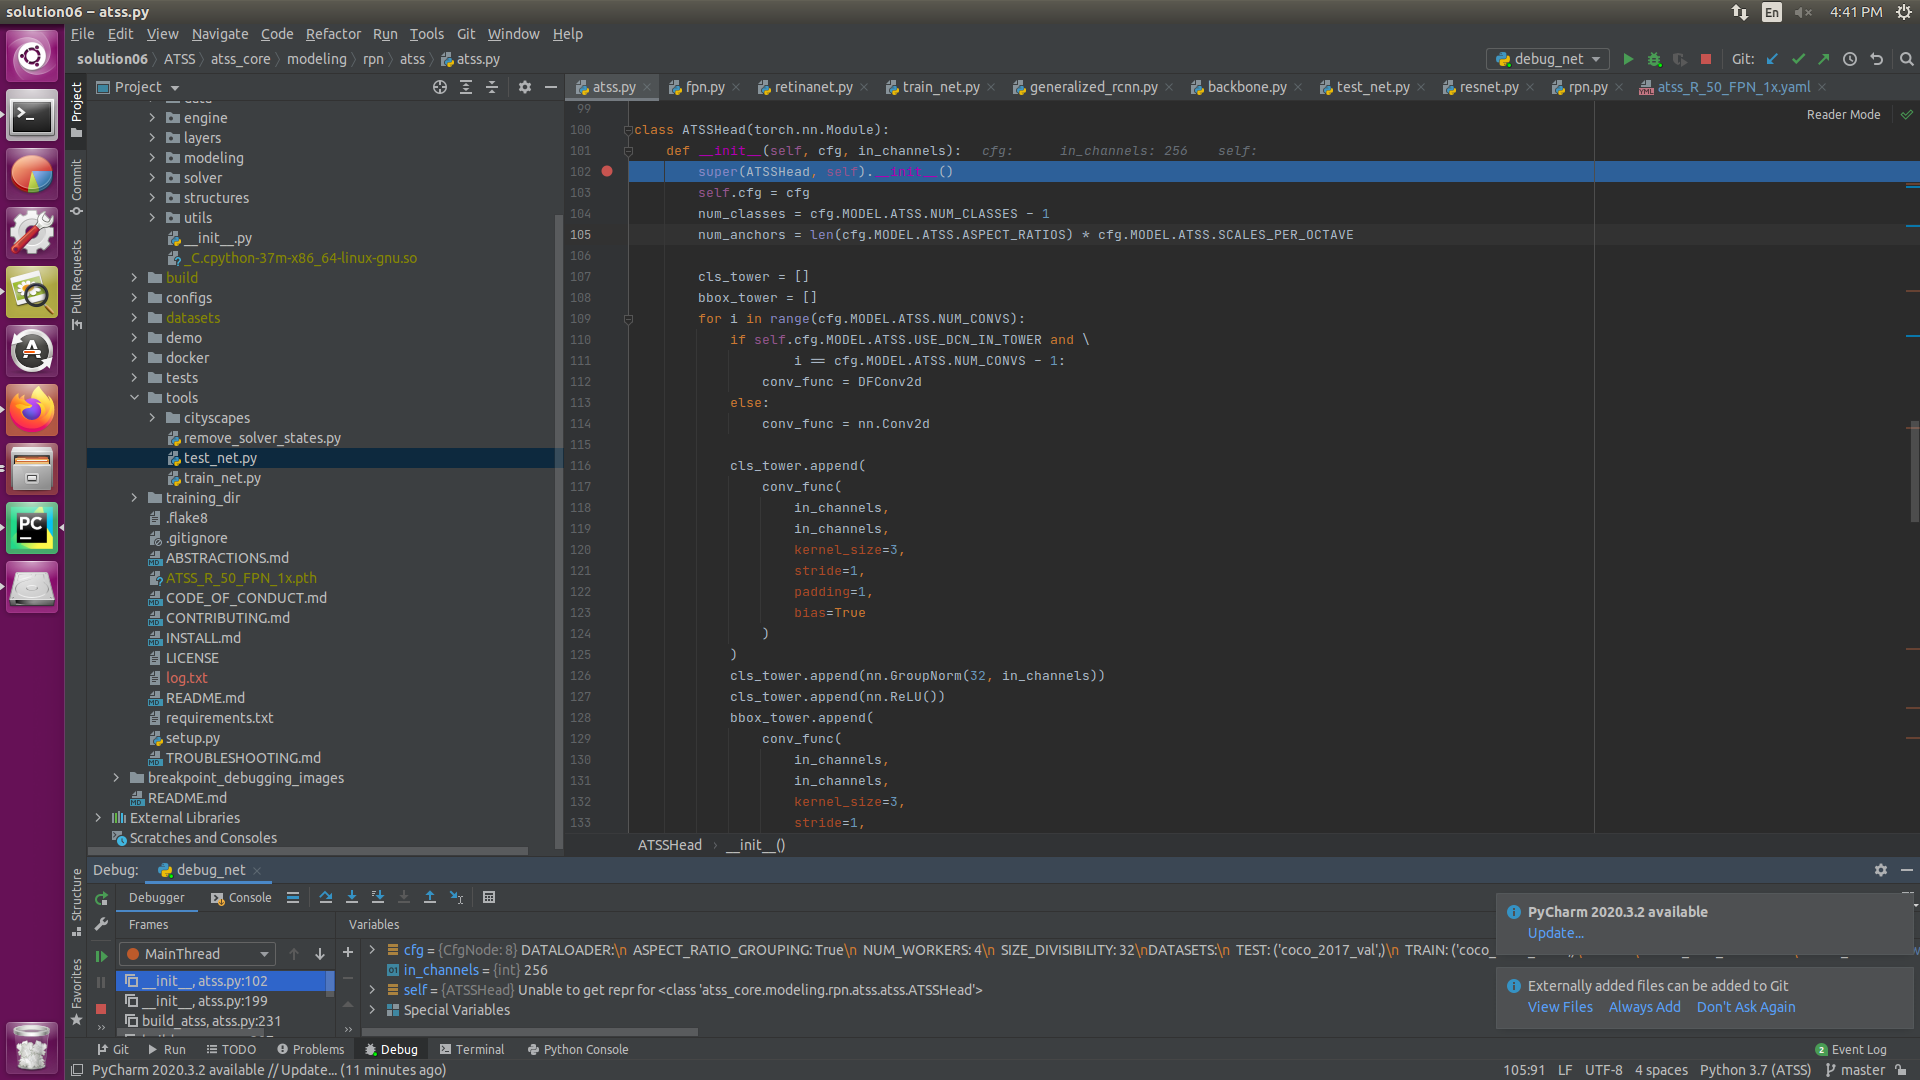 solution06 – atss.py
En
4:41 PM
File Edit View Navigate Code Refactor Run Tools Git Window Help
solution06 ATSS atss_core modeling rpn atss atss.py
debug_net
Git:
Project
atss.py fpn.py retinanet.py train_net.py generalized_rcnn.py backbone.py test_net.py resnet.py rpn.py atss_R_50_FPN_1x.yaml
Reader Mode
Project
Commit
Pull Requests
engine
layers
modeling
solver
structures
utils
__init__.py
_C.cpython-37m-x86_64-linux-gnu.so
build
configs
datasets
demo
docker
tests
tools
cityscapes
remove_solver_states.py
test_net.py
train_net.py
training_dir
.flake8
.gitignore
ABSTRACTIONS.md
ATSS_R_50_FPN_1x.pth
CODE_OF_CONDUCT.md
CONTRIBUTING.md
INSTALL.md
LICENSE
log.txt
README.md
requirements.txt
setup.py
TROUBLESHOOTING.md
breakpoint_debugging_images
README.md
External Libraries
Scratches and Consoles
99
100 class ATSSHead(torch.nn.Module):
101 def __init__(self, cfg, in_channels): cfg: in_channels: 256 self:
102 super(ATSSHead, self).__init__()
103 self.cfg = cfg
104 num_classes = cfg.MODEL.ATSS.NUM_CLASSES - 1
105 num_anchors = len(cfg.MODEL.ATSS.ASPECT_RATIOS) * cfg.MODEL.ATSS.SCALES_PER_OCTAVE
106
107 cls_tower = []
108 bbox_tower = []
109 for i in range(cfg.MODEL.ATSS.NUM_CONVS):
110 if self.cfg.MODEL.ATSS.USE_DCN_IN_TOWER and \
111 i == cfg.MODEL.ATSS.NUM_CONVS - 1:
112 conv_func = DFConv2d
113 else:
114 conv_func = nn.Conv2d
115
116 cls_tower.append(
117 conv_func(
118 in_channels,
119 in_channels,
120 kernel_size=3,
121 stride=1,
122 padding=1,
123 bias=True
124 )
125 )
126 cls_tower.append(nn.GroupNorm(32, in_channels))
127 cls_tower.append(nn.ReLU())
128 bbox_tower.append(
129 conv_func(
130 in_channels,
131 in_channels,
132 kernel_size=3,
133 stride=1,
ATSSHead › __init__()
Structure
Favorites
Debug: debug_net
Debugger Console
Frames
Variables
MainThread
__init__, atss.py:102
__init__, atss.py:199
build_atss, atss.py:231
cfg = {CfgNode: 8} DATALOADER:\n ASPECT_RATIO_GROUPING: True\n NUM_WORKERS: 4\n SIZE_DIVISIBILITY: 32\nDATASETS:\n TEST: ('coco_2017_val',)\n TRAIN: ('coco_
in_channels = {int} 256
self = {ATSSHead} Unable to get repr for <class 'atss_core.modeling.rpn.atss.atss.ATSSHead'>
Special Variables
PyCharm 2020.3.2 available
Update...
Externally added files can be added to Git
View Files Always Add Don't Ask Again
Git Run TODO Problems Debug Terminal Python Console
2 Event Log
PyCharm 2020.3.2 available // Update... (11 minutes ago)
105:91 LF UTF-8 4 spaces Python 3.7 (ATSS) master